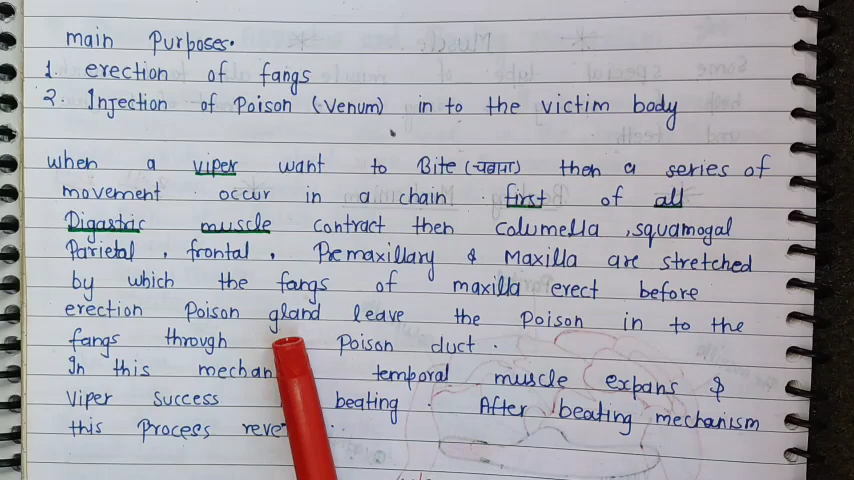 main Purposes.
1. erection of fangs
2. Injection of Poison (Venum) in to the victim body
when a viper want to Bite (चबाना) then a series of
movement occur in a chain. first of all
Digastric muscle contract then columella, squamogal
Parietal, frontal, Premaxillary & Maxilla are stretched
by which the fangs of maxilla erect before
erection Poison gland leave the Poison in to the
fangs through Poison duct.
In this mechan temporal muscle expans &
Viper success beating. After beating mechanism
this Process reve